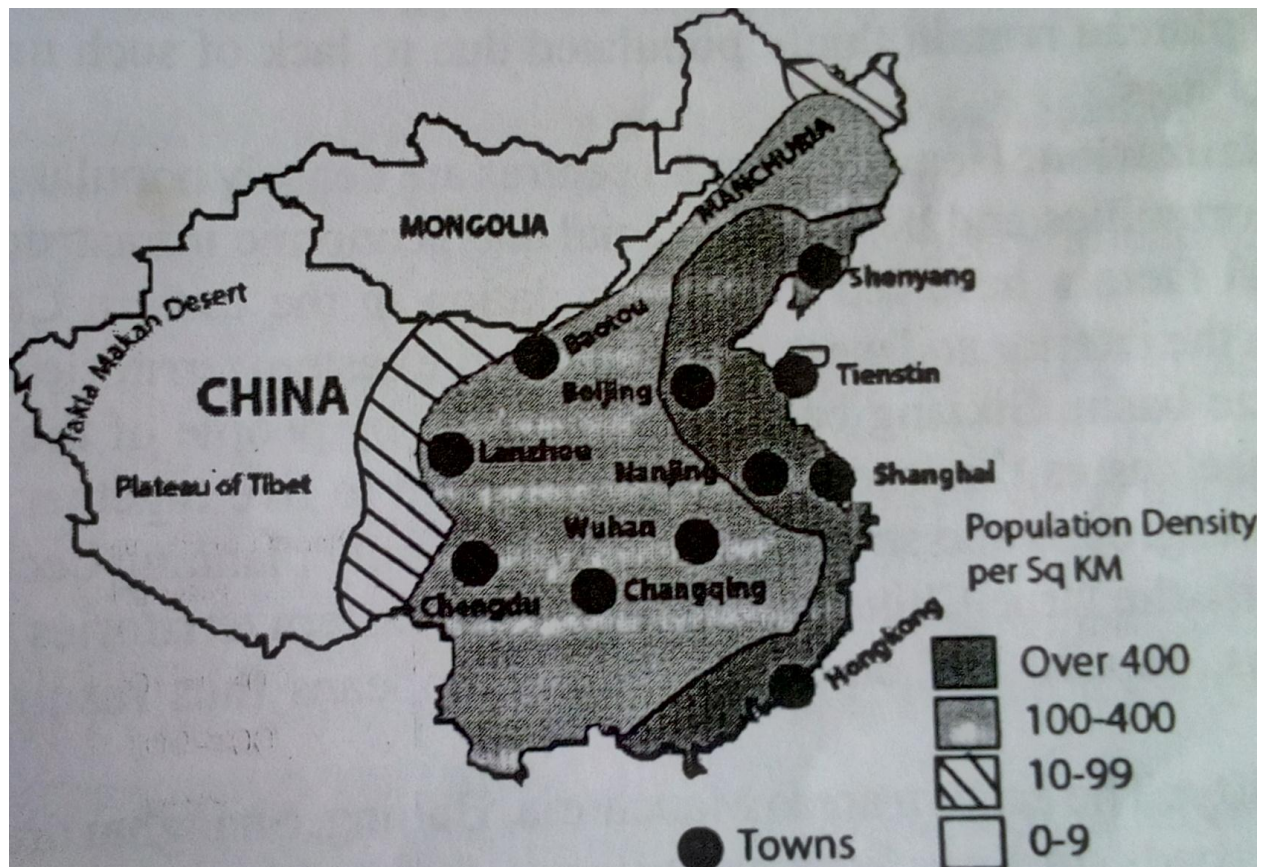 MANCHURIA
MONGOLIA
Shenyang
Takla Makan Desert
Baotou
Tienstin
CHINA
Beijing
Lanzhou
Plateau of Tibet
Nanjing
Shanghai
Wuhan
Population Density
per Sq KM
Changqing
Chengdu
Hongkong
Over 400
100-400
10-99
0-9
Towns